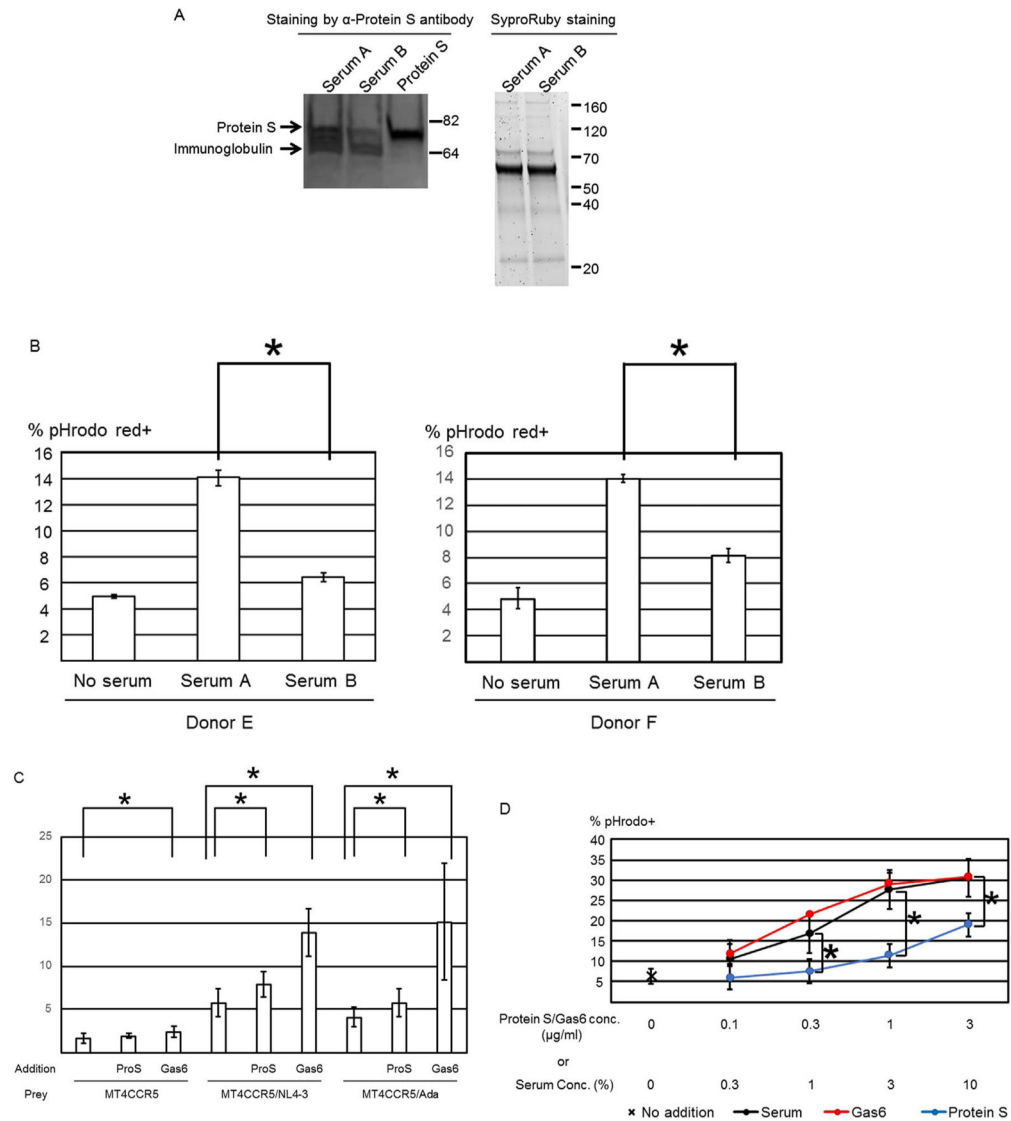 A
Staining by α-Protein S antibody
SyproRuby staining
Serum A
Serum B
Protein S
Serum A
Serum B
Protein S
Immunoglobulin
82
64
160
120
70
50
40
20
B
*
*
% pHrodo red+
% pHrodo red+
16
14
12
10
8
6
4
2
16
14
12
10
8
6
4
2
No serum Serum A Serum B
No serum Serum A Serum B
Donor E
Donor F
C
* * * * *
25
20
15
10
5
Addition ProS Gas6 ProS Gas6 ProS Gas6
Prey MT4CCR5 MT4CCR5/NL4-3 MT4CCR5/Ada
D
% pHrodo+
40
35
30
25
20
15
10
5
* * *
Protein S/Gas6 conc. 0 0.1 0.3 1 3
(μg/ml)
or
Serum Conc. (%) 0 0.3 1 3 10
× No addition Serum Gas6 Protein S